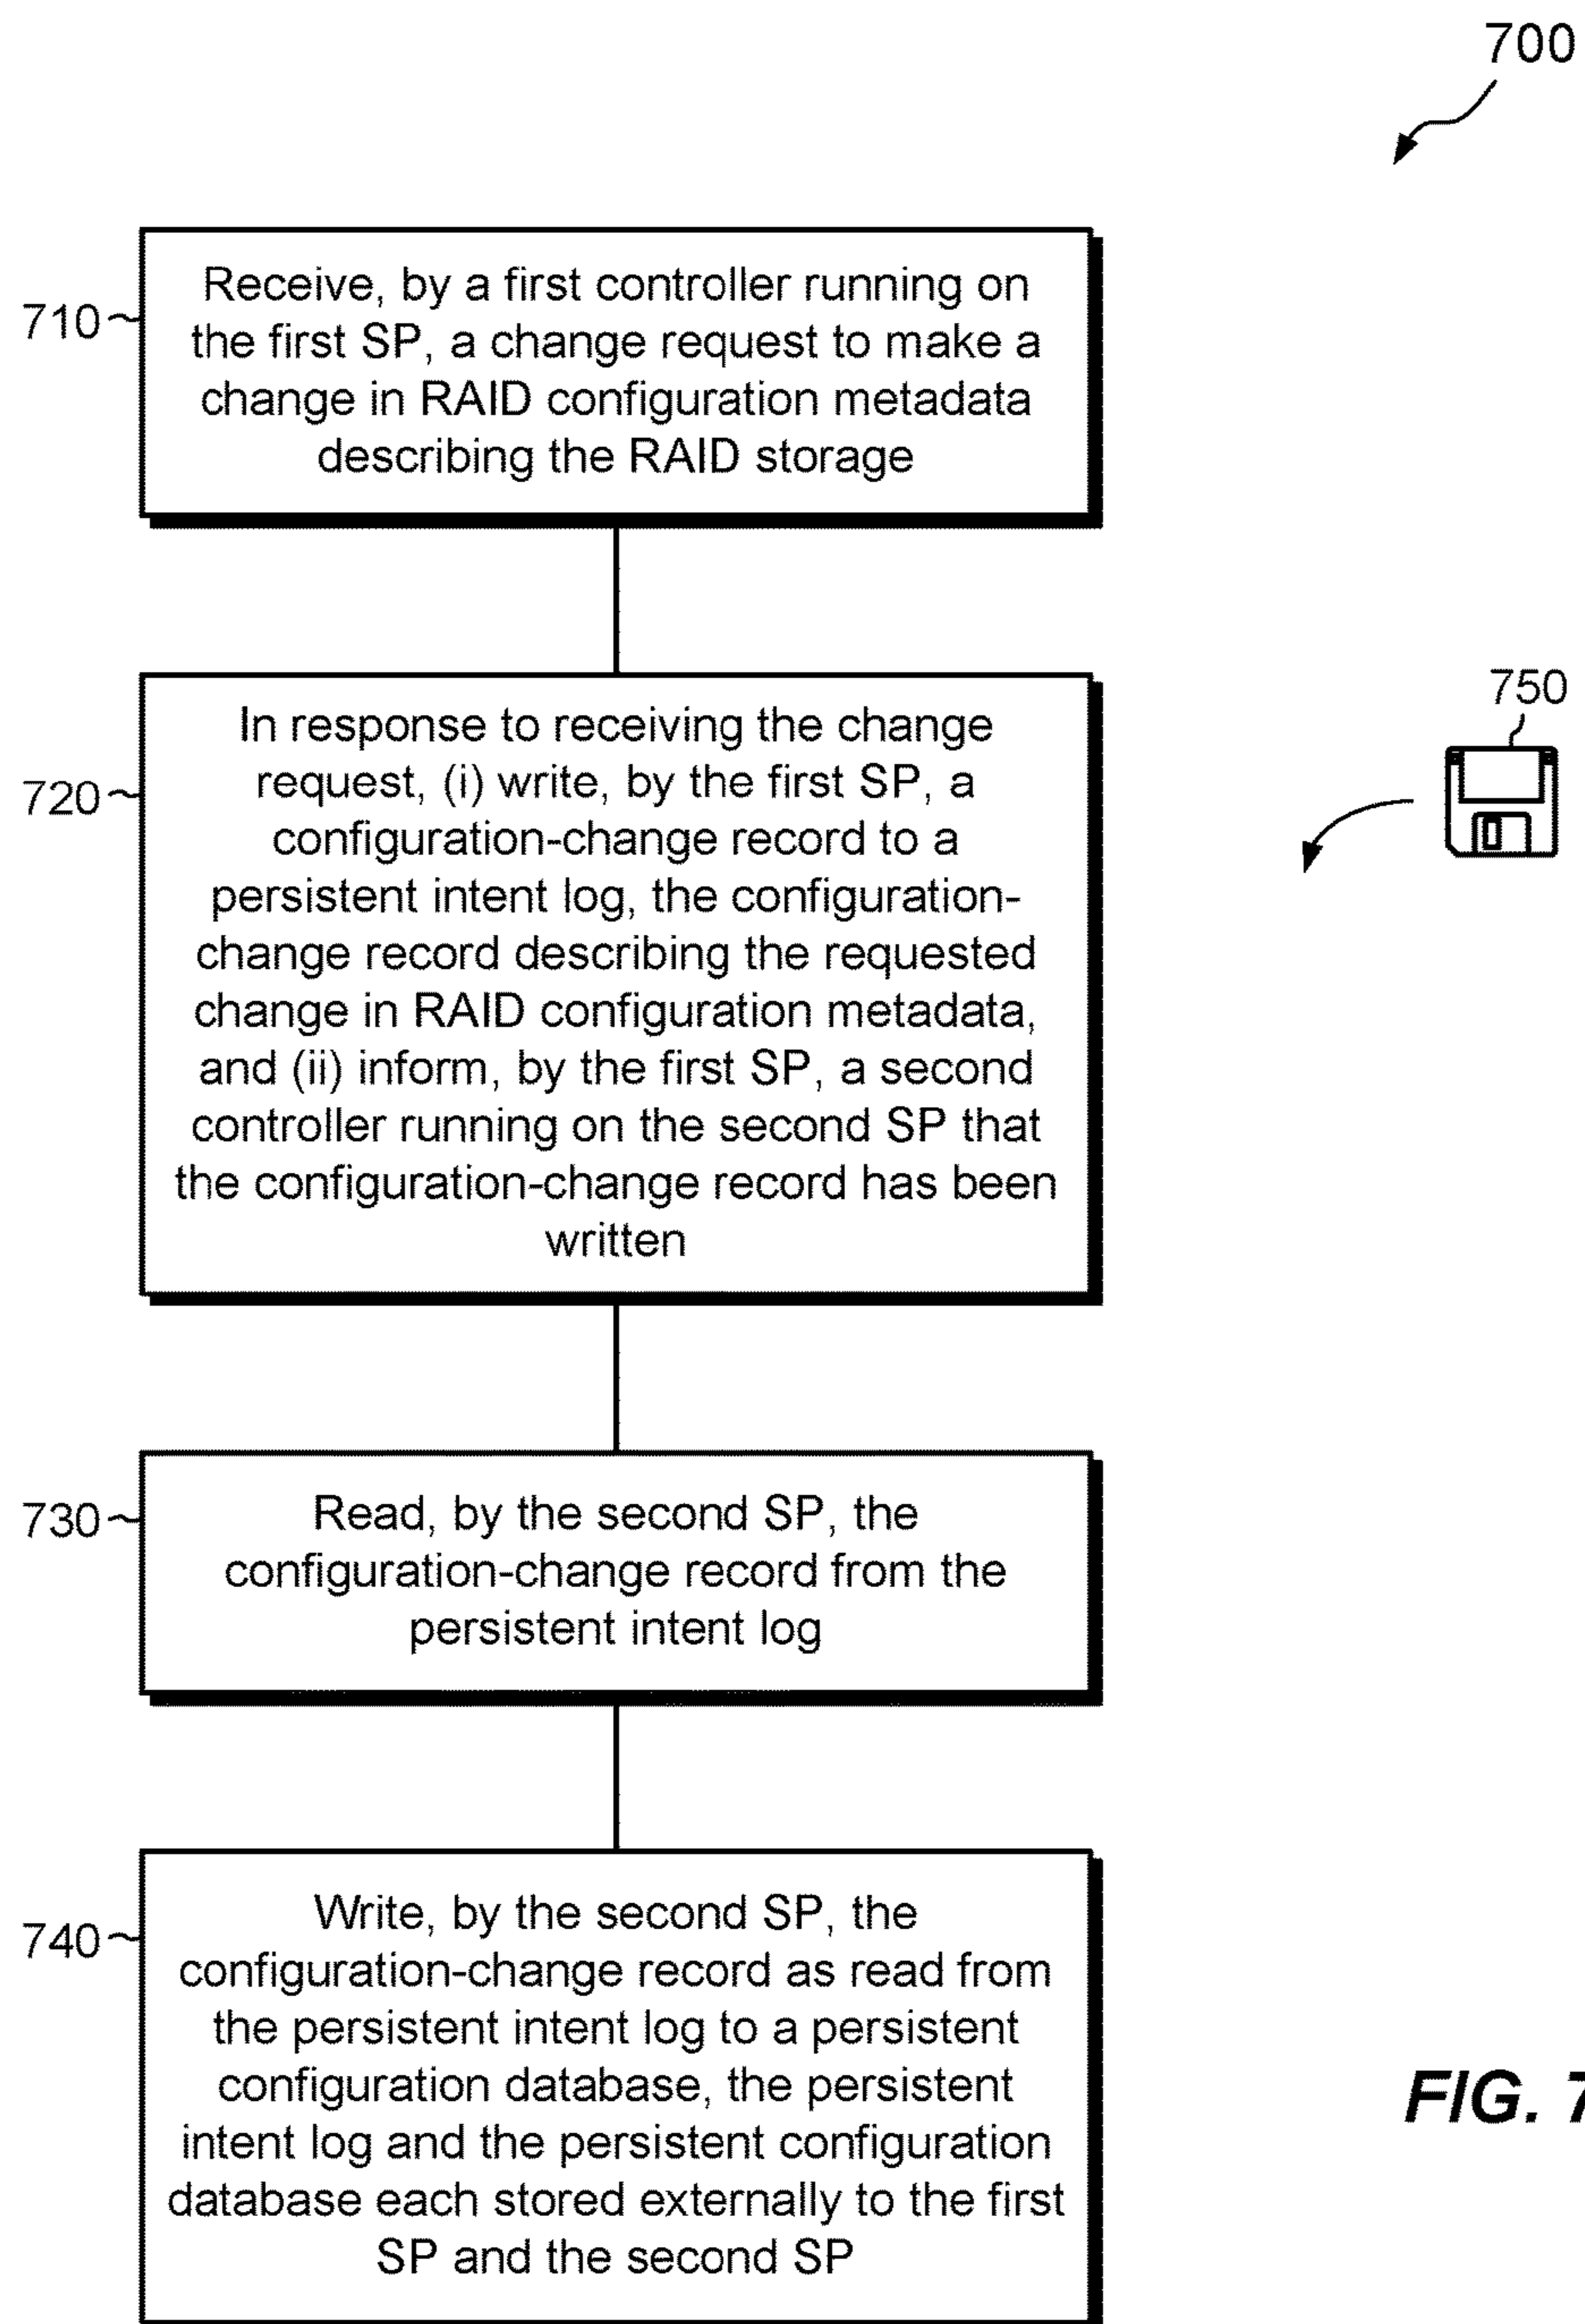 700
710
Receive, by a first controller running on
the first SP, a change request to make a
change in RAID configuration metadata
describing the RAID storage
720
In response to receiving the change
request, (i) write, by the first SP, a
configuration-change record to a
persistent intent log, the configuration-
change record describing the requested
change in RAID configuration metadata,
and (ii) inform, by the first SP, a second
controller running on the second SP that
the configuration-change record has been
written
750
730
Read, by the second SP, the
configuration-change record from the
persistent intent log
740
Write, by the second SP, the
configuration-change record as read from
the persistent intent log to a persistent
configuration database, the persistent
intent log and the persistent configuration
database each stored externally to the first
SP and the second SP
FIG. 7